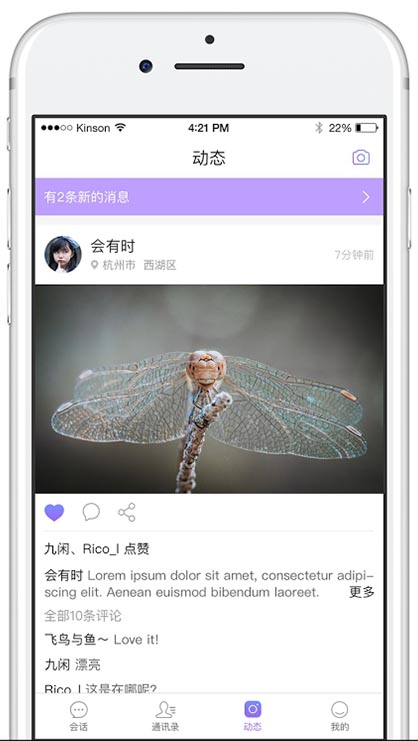 Kinson 4:21 PM 22%
动态
有2条新的消息
会有时
7分钟前
杭州市 西湖区
九闲、Rico_l 点赞
会有时 Lorem ipsum dolor sit amet, consectetur adipi-
scing elit. Aenean euismod bibendum laoreet. 更多
全部10条评论
飞鸟与鱼～ Love it!
九闲 漂亮
Rico_l 这是在哪呢?
会话 通讯录 动态 我的